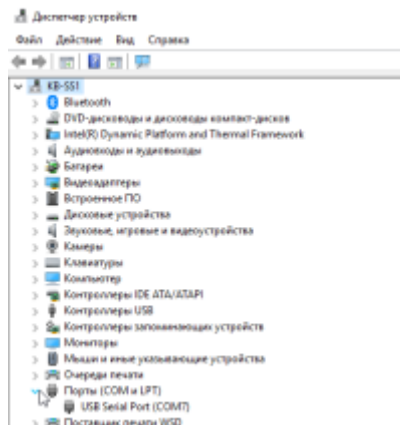 Диспетчер устройств
Файл Действие Вид Справка
KB-SS1
Bluetooth
DVD-дисководы и дисководы компакт-дисков
Intel(R) Dynamic Platform and Thermal Framework
Аудиовходы и аудиовыходы
Батареи
Видеоадаптеры
Встроенное ПО
Дисковые устройства
Звуковые, игровые и видеоустройства
Камеры
Клавиатуры
Компьютер
Контроллеры IDE ATA/ATAPI
Контроллеры USB
Контроллеры запоминающих устройств
Мониторы
Мыши и иные указывающие устройства
Очереди печати
Порты (COM и LPT)
USB Serial Port (COM7)
Поставщик печати WSD